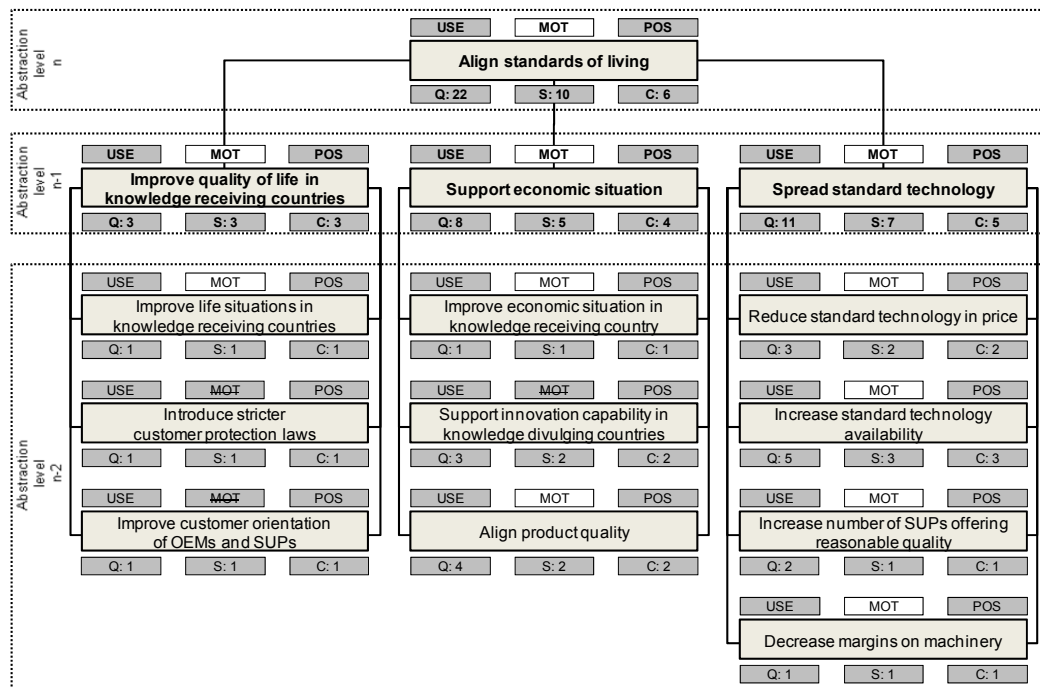 Abstraction
level
n
USE MOT POS
Align standards of living
Q: 22 S: 10 C: 6
Abstraction
level
n-1
USE MOT POS
Improve quality of life in
knowledge receiving countries
Q: 3 S: 3 C: 3
USE MOT POS
Support economic situation
Q: 8 S: 5 C: 4
USE MOT POS
Spread standard technology
Q: 11 S: 7 C: 5
Abstraction
level
n-2
USE MOT POS
Improve life situations in
knowledge receiving countries
Q: 1 S: 1 C: 1
USE MOT POS
Introduce stricter
customer protection laws
Q: 1 S: 1 C: 1
USE MOT POS
Improve customer orientation
of OEMs and SUPs
Q: 1 S: 1 C: 1
USE MOT POS
Improve economic situation in
knowledge receiving country
Q: 1 S: 1 C: 1
USE MOT POS
Support innovation capability in
knowledge divulging countries
Q: 3 S: 2 C: 2
USE MOT POS
Align product quality
Q: 4 S: 2 C: 2
USE MOT POS
Reduce standard technology in price
Q: 3 S: 2 C: 2
USE MOT POS
Increase standard technology
availability
Q: 5 S: 3 C: 3
USE MOT POS
Increase number of SUPs offering
reasonable quality
Q: 2 S: 1 C: 1
USE MOT POS
Decrease margins on machinery
Q: 1 S: 1 C: 1